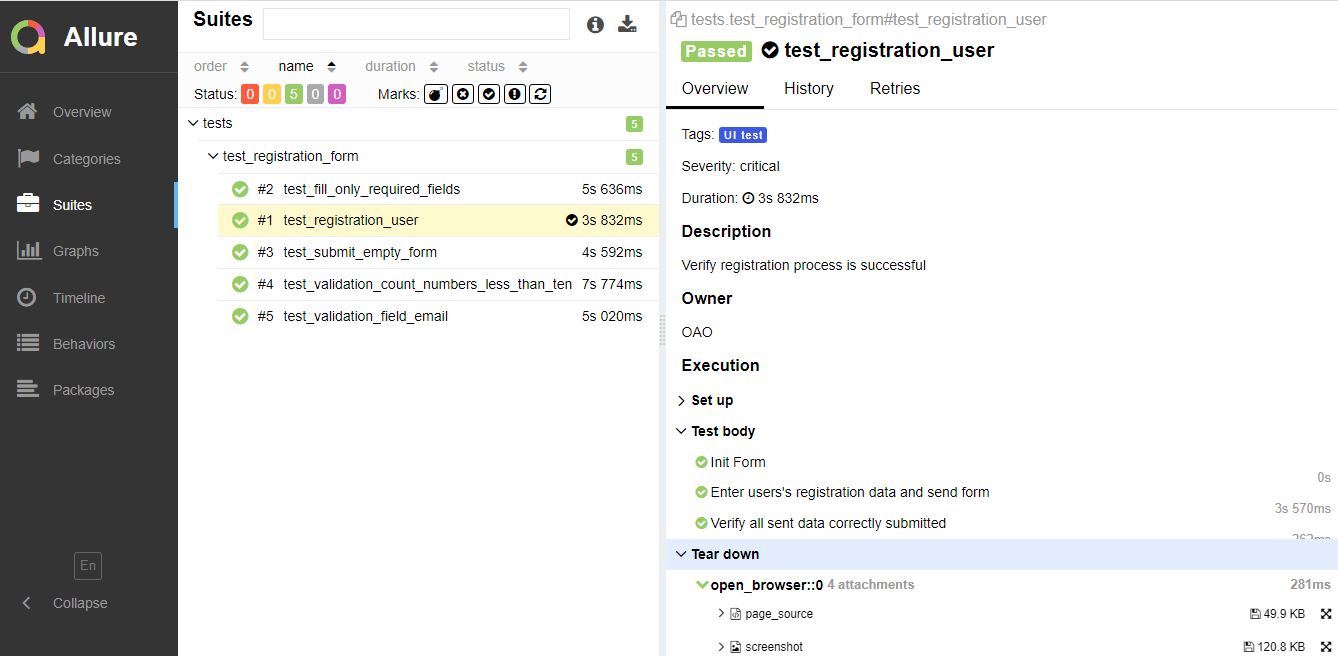 Allure
Overview
Categories
Suites
Graphs
Timeline
Behaviors
Packages
En
Collapse
Suites
order name duration status
Status: 0 0 5 0 0 Marks:
tests 5
test_registration_form 5
#2 test_fill_only_required_fields 5s 636ms
#1 test_registration_user 3s 832ms
#3 test_submit_empty_form 4s 592ms
#4 test_validation_count_numbers_less_than_ten 7s 774ms
#5 test_validation_field_email 5s 020ms
tests.test_registration_form#test_registration_user
Passed test_registration_user
Overview History Retries
Tags: UI test
Severity: critical
Duration: 3s 832ms
Description
Verify registration process is successful
Owner
OAO
Execution
Set up
Test body
Init Form
0s
Enter users's registration data and send form
3s 570ms
Verify all sent data correctly submitted
262ms
Tear down
open_browser::0 4 attachments 281ms
page_source 49.9 KB
screenshot 120.8 KB